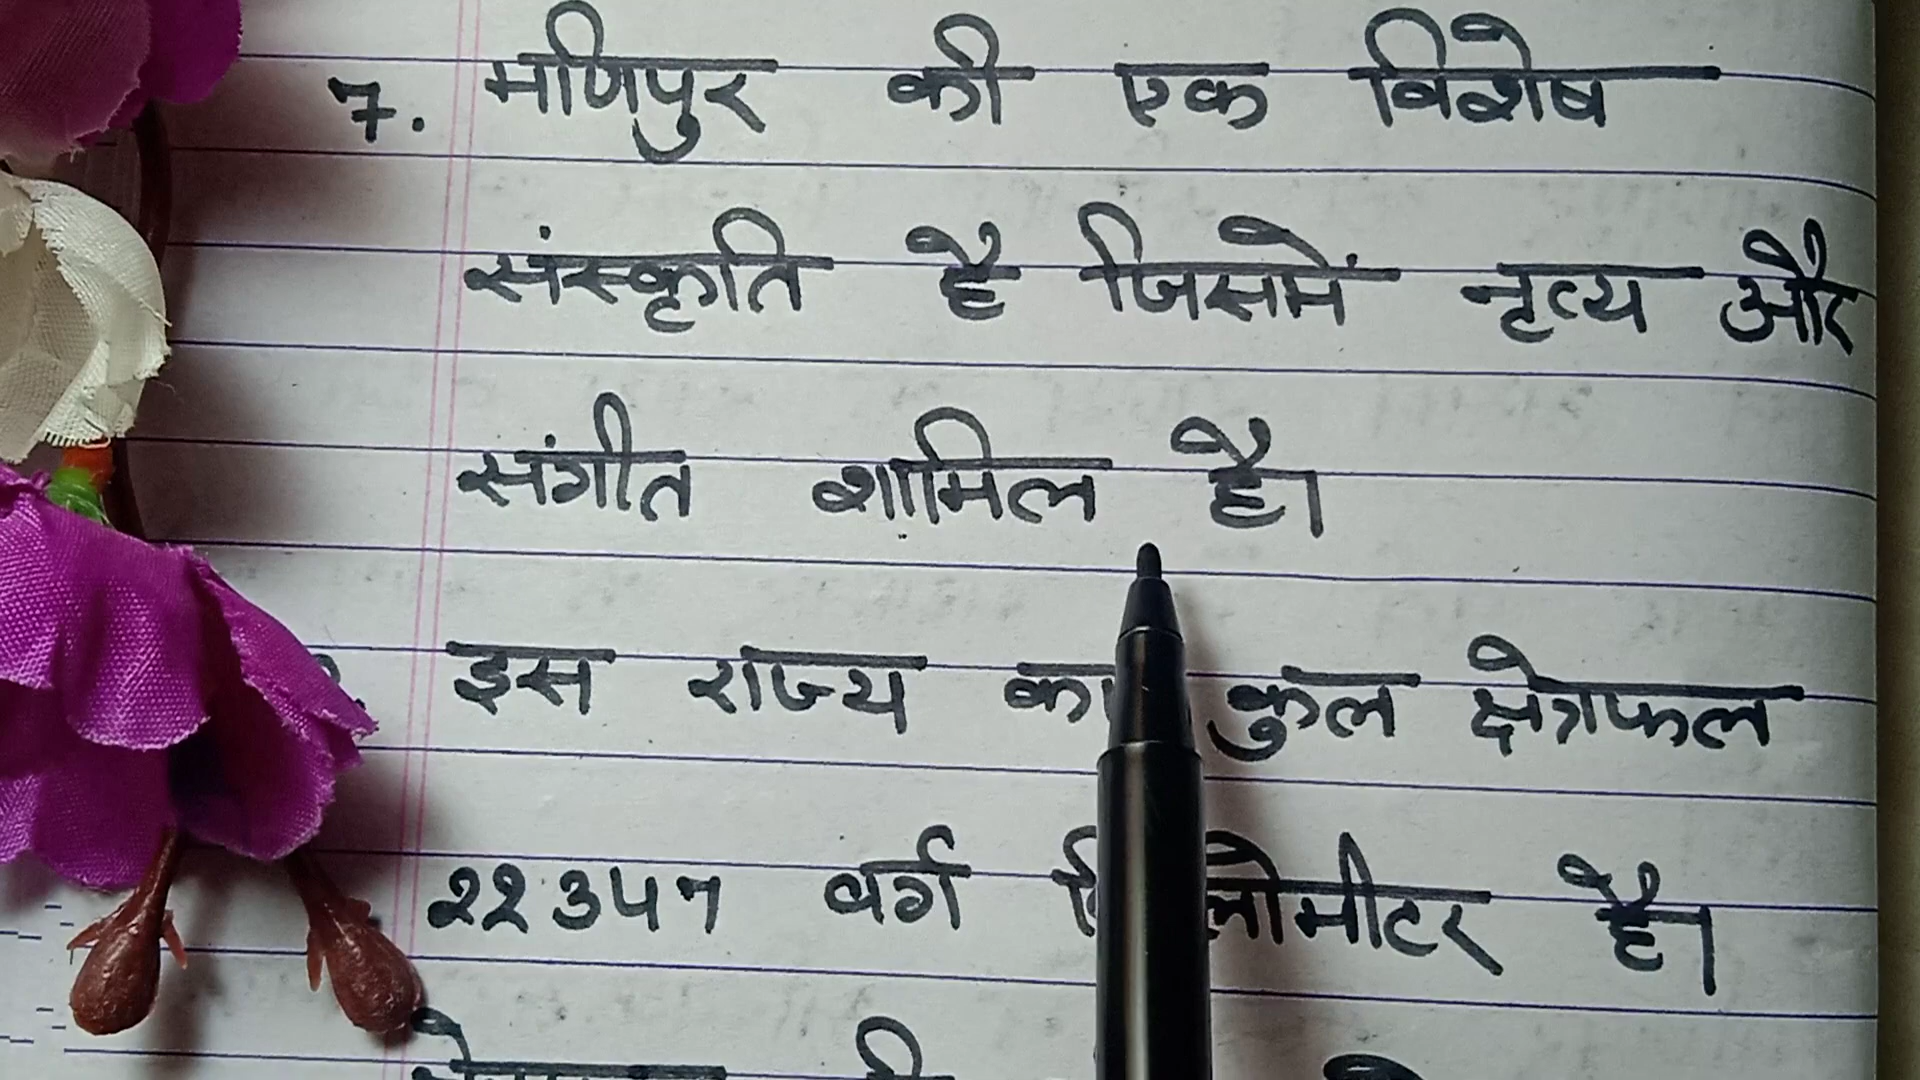 7. मणिपुर की एक विशेष
संस्कृति है जिसमें नृत्य और
संगीत शामिल है।
इस राज्य का कुल क्षेत्रफल
22347 वर्ग किलोमीटर है।